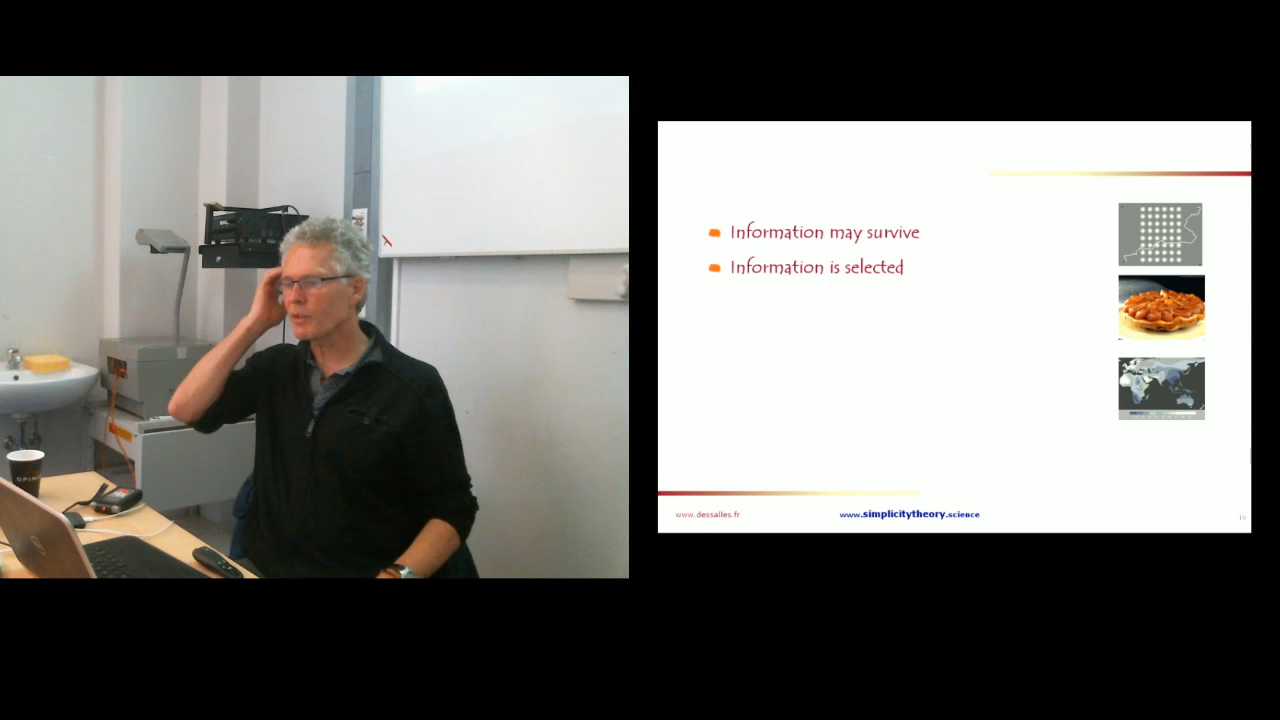 Information may survive
Information is selected
www.dessalles.fr
www.simplicitytheory.science